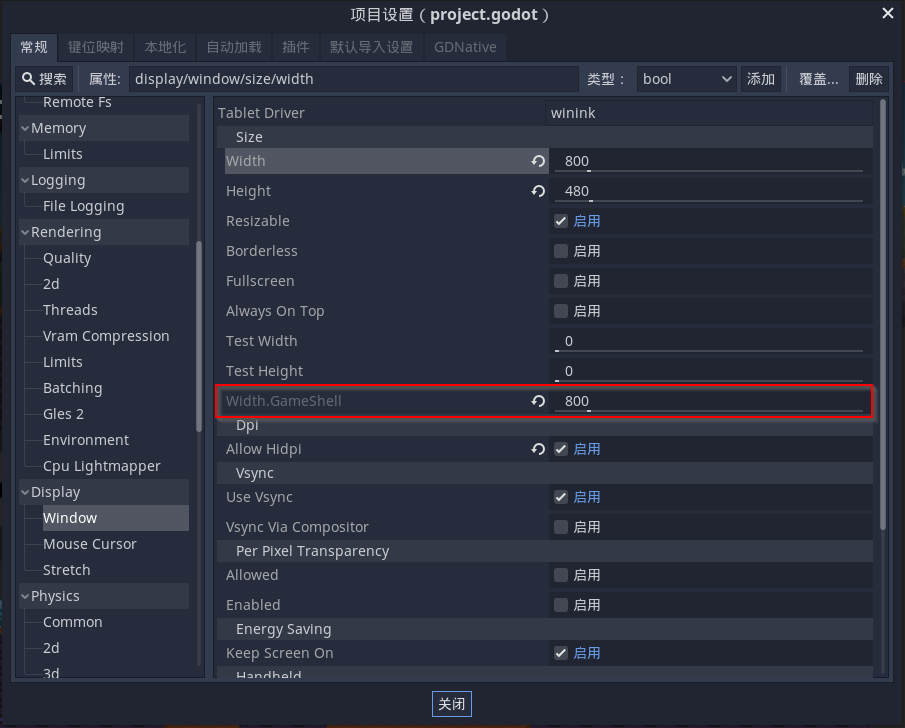 项目设置（project.godot）
常规 键位映射 本地化 自动加载 插件 默认导入设置 GDNative
搜索 属性: display/window/size/width 类型： bool 添加 覆盖... 删除
Remote Fs
Memory
Limits
Logging
File Logging
Rendering
Quality
2d
Threads
Vram Compression
Limits
Batching
Gles 2
Environment
Cpu Lightmapper
Display
Window
Mouse Cursor
Stretch
Physics
Common
2d
3d
Tablet Driver winink
Size
Width 800
Height 480
Resizable 启用
Borderless 启用
Fullscreen 启用
Always On Top 启用
Test Width 0
Test Height 0
Width.GameShell 800
Dpi
Allow Hidpi 启用
Vsync
Use Vsync 启用
Vsync Via Compositor 启用
Per Pixel Transparency
Allowed 启用
Enabled 启用
Energy Saving
Keep Screen On 启用
Handheld
关闭